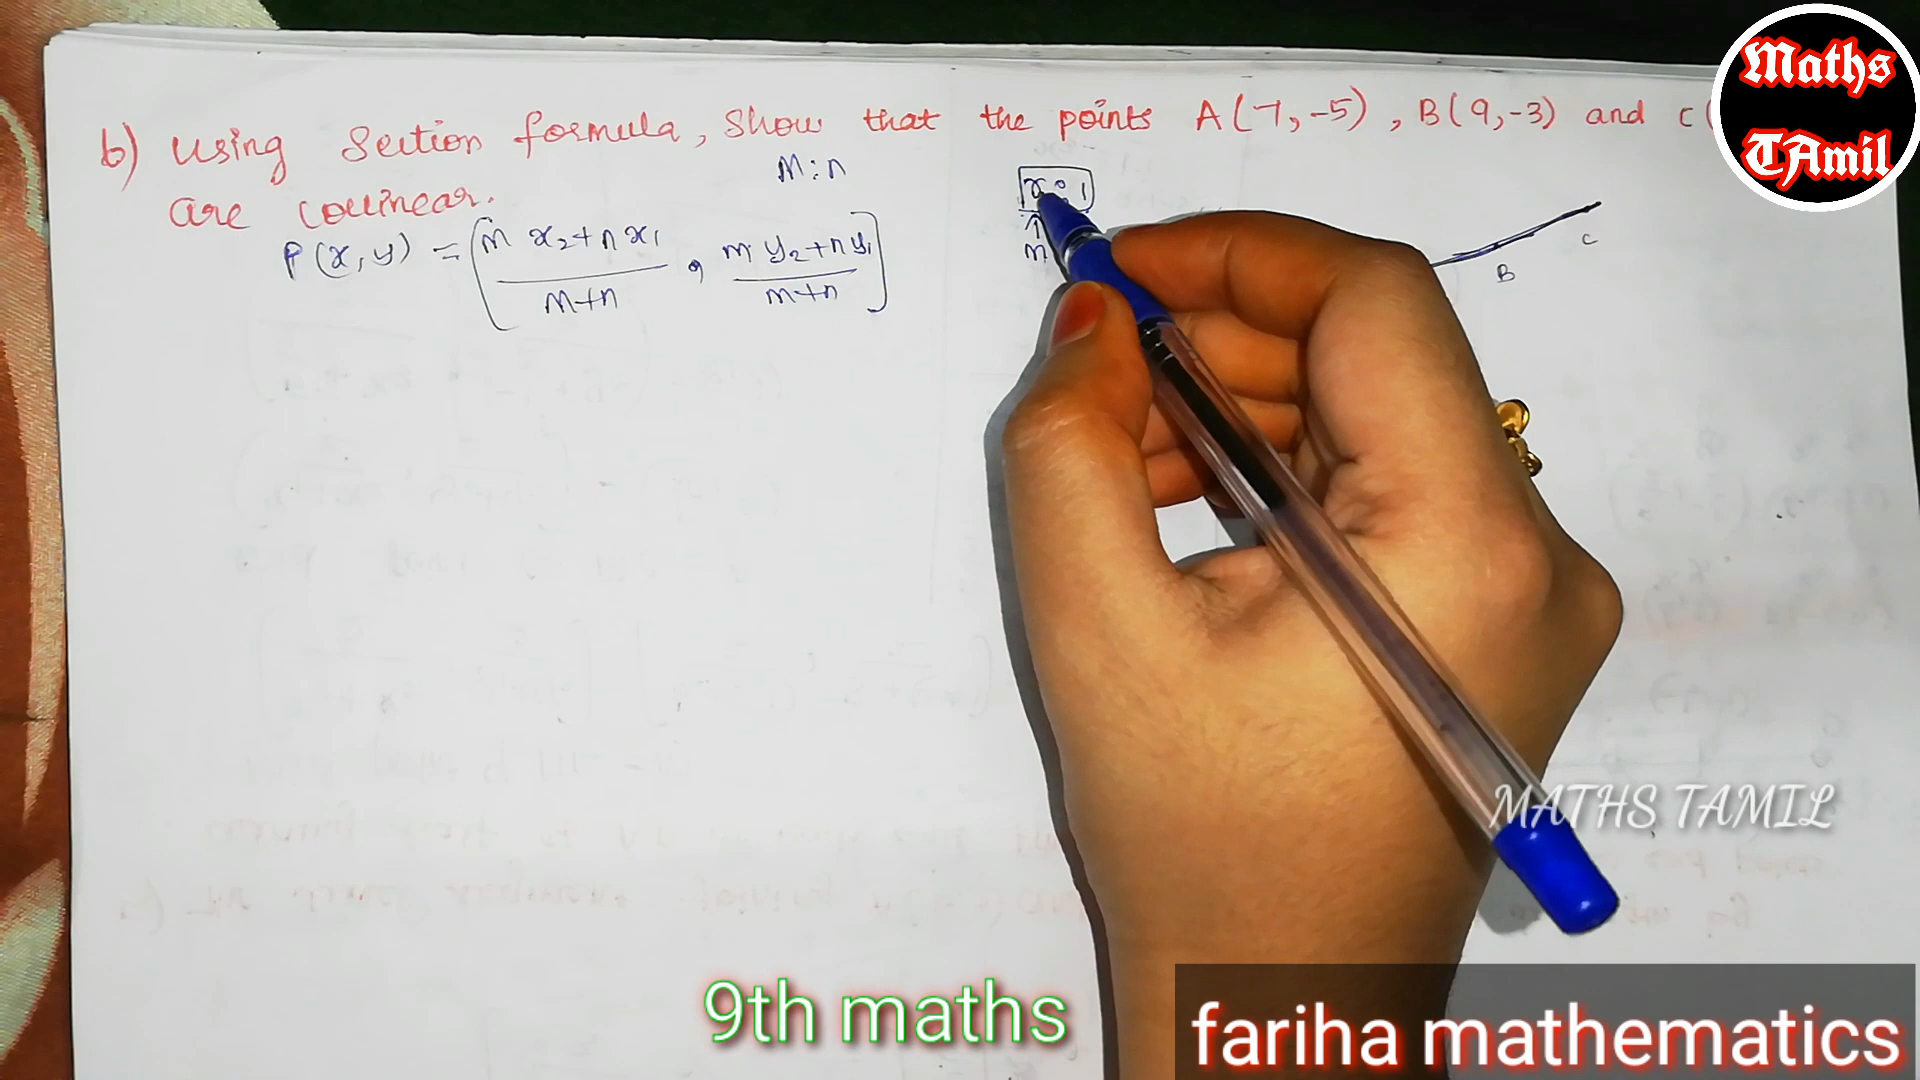 Maths
TAmil
b) Using Section formula, Show that the points A(7,-5), B(9,-3) and C(
are collinear.
m:n
x:1
P(x,y) = [ m x₂+n x₁ / m+n , m y₂+n y₁ / m+n ]
m
B
C
MATHS TAMIL
9th maths
fariha mathematics